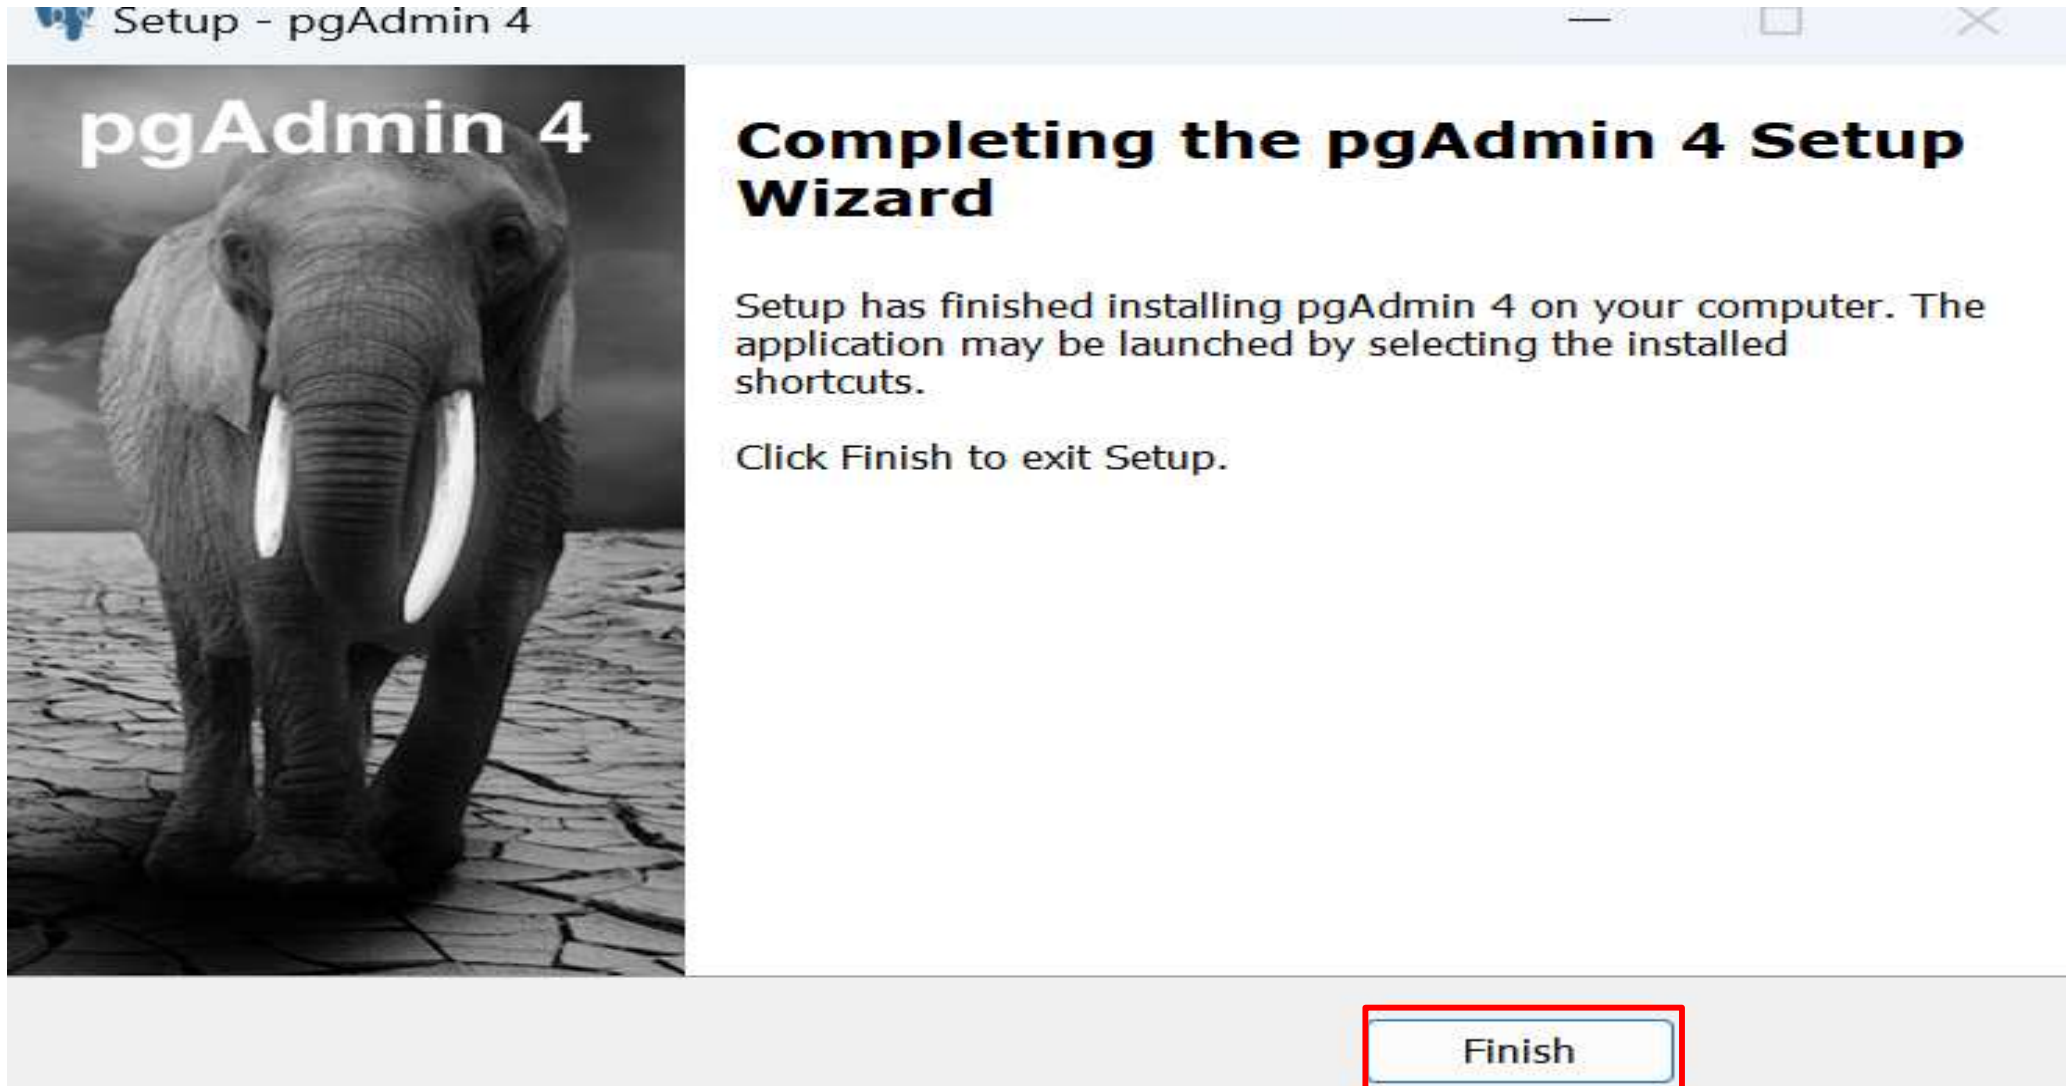 Setup - pgAdmin 4
pgAdmin 4
Completing the pgAdmin 4 Setup
Wizard
Setup has finished installing pgAdmin 4 on your computer. The
application may be launched by selecting the installed
shortcuts.
Click Finish to exit Setup.
Finish